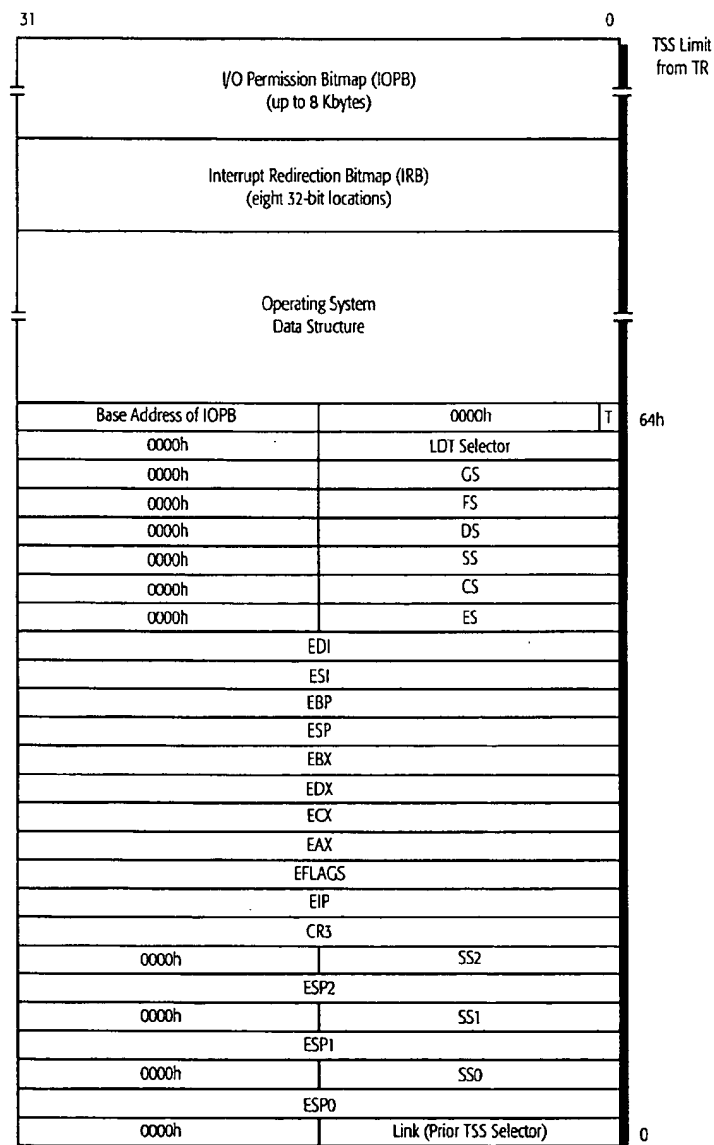 31 0
TSS Limit
from TR
I/O Permission Bitmap (IOPB)
(up to 8 Kbytes)
Interrupt Redirection Bitmap (IRB)
(eight 32-bit locations)
Operating System
Data Structure
Base Address of IOPB 0000h T 64h
0000h LDT Selector
0000h GS
0000h FS
0000h DS
0000h SS
0000h CS
0000h ES
EDI
ESI
EBP
ESP
EBX
EDX
ECX
EAX
EFLAGS
EIP
CR3
0000h SS2
ESP2
0000h SS1
ESP1
0000h SS0
ESP0
0000h Link (Prior TSS Selector) 0